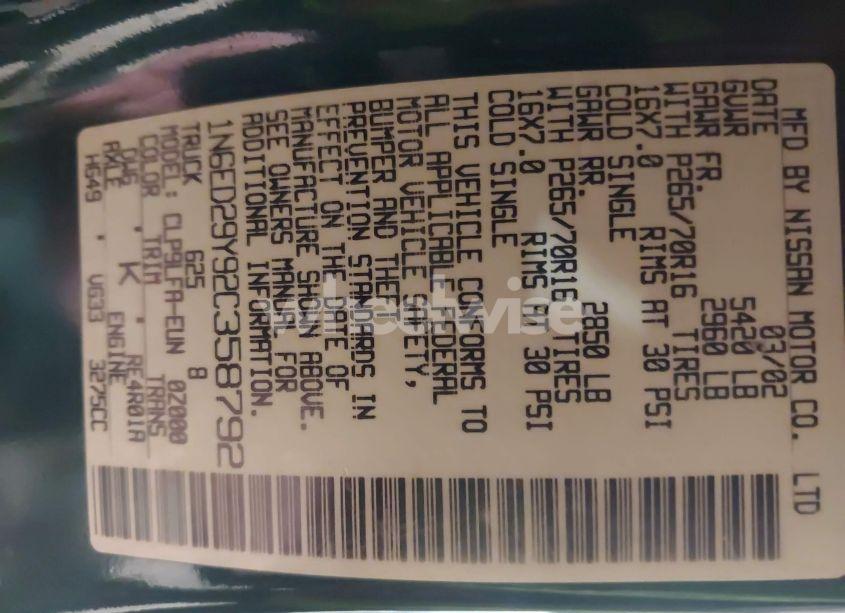 MFD BY NISSAN MOTOR CO. LTD
DATE 03/02
GVWR 5420 LB
GAWR FR. 2960 LB
WITH P265/70R16 TIRES
16X7.0 RIMS AT 30 PSI
COLD SINGLE
GAWR RR. 2850 LB
WITH P265/70R16 TIRES
16X7.0 RIMS AT 30 PSI
COLD SINGLE
THIS VEHICLE CONFORMS TO
ALL APPLICABLE FEDERAL
MOTOR VEHICLE SAFETY,
BUMPER AND THEFT
PREVENTION STANDARDS IN
EFFECT ON THE DATE OF
MANUFACTURE SHOWN ABOVE.
SEE OWNERS MANUAL FOR
ADDITIONAL INFORMATION.
1N6ED29Y92C358792
TRUCK 625 8
MODEL: CLP9LFA-EUN 0Z000
COLOR TRIM TRANS
K RE4R01A
AXLE ENGINE
HG49 VG33 3275CC
wheelwise